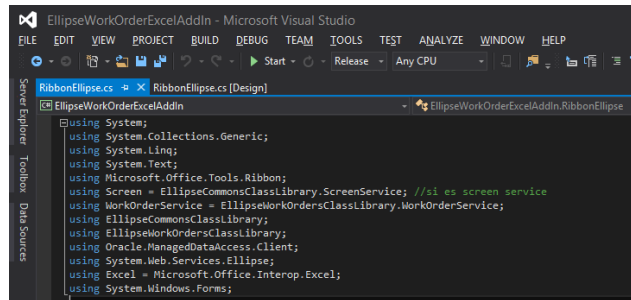 EllipseWorkOrderExcelAddIn - Microsoft Visual Studio
FILE EDIT VIEW PROJECT BUILD DEBUG TEAM TOOLS TEST ANALYZE WINDOW HELP
Start Release Any CPU
RibbonEllipse.cs RibbonEllipse.cs [Design]
EllipseWorkOrderExcelAddIn EllipseWorkOrderExcelAddIn.RibbonEllipse
Server Explorer
Toolbox
Data Sources
using System;
using System.Collections.Generic;
using System.Linq;
using System.Text;
using Microsoft.Office.Tools.Ribbon;
using Screen = EllipseCommonsClassLibrary.ScreenService; //si es screen service
using WorkOrderService = EllipseWorkOrdersClassLibrary.WorkOrderService;
using EllipseCommonsClassLibrary;
using EllipseWorkOrdersClassLibrary;
using Oracle.ManagedDataAccess.Client;
using System.Web.Services.Ellipse;
using Excel = Microsoft.Office.Interop.Excel;
using System.Windows.Forms;